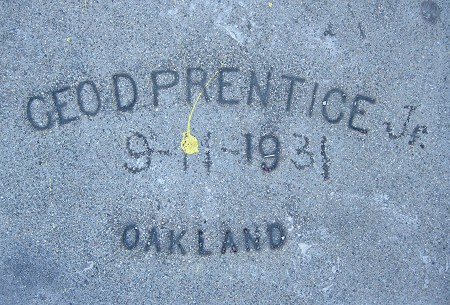 GEO D PRENTICE Jr.
9-11-1931
OAKLAND